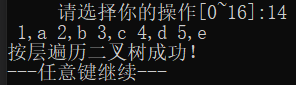 请选择你的操作[0~16]:14
1,a 2,b 3,c 4,d 5,e
按层遍历二叉树成功!
---任意键继续---